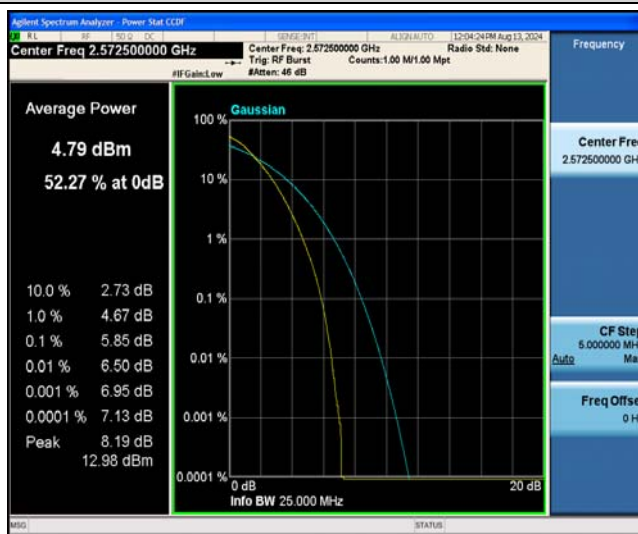 Agilent Spectrum Analyzer - Power Stat CCDF
RL RF 50 Ω DC SENSE:INT ALIGNAUTO 12:04:24 PM Aug 13, 2024
Center Freq 2.572500000 GHz
Center Freq: 2.572500000 GHz Radio Std: None
Trig: RF Burst Counts:1.00 M/1.00 Mpt
#IFGain:Low #Atten: 46 dB
Frequency
Average Power
4.79 dBm
52.27 % at 0dB
10.0 % 2.73 dB
1.0 % 4.67 dB
0.1 % 5.85 dB
0.01 % 6.50 dB
0.001 % 6.95 dB
0.0001 % 7.13 dB
Peak 8.19 dB
12.98 dBm
Gaussian
100 %
10 %
1 %
0.1 %
0.01 %
0.001 %
0.0001 %
0 dB 20 dB
Info BW 25.000 MHz
Center Fre
2.572500000 GH
CF Step
5.000000 MH
Auto Ma
Freq Offse
0 H
MSG STATUS